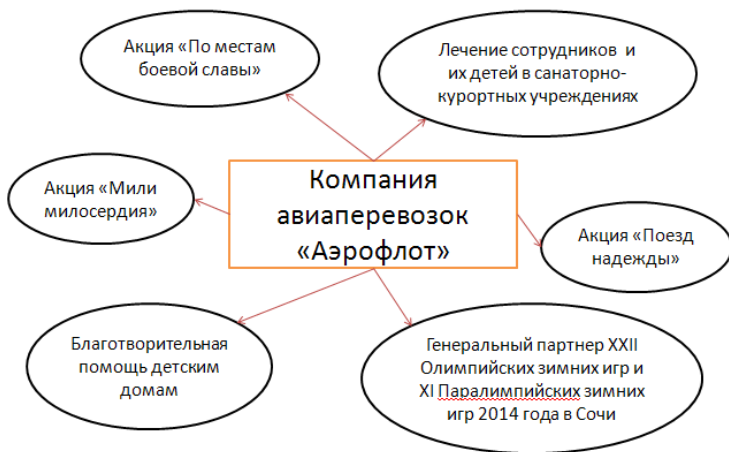 Акция «По местам
боевой славы»
Лечение сотрудников и
их детей в санаторно-
курортных учреждениях
Акция «Мили
милосердия»
Компания
авиаперевозок
«Аэрофлот»
Акция «Поезд
надежды»
Благотворительная
помощь детским
домам
Генеральный партнер XXII
Олимпийских зимних игр и
XI Паралимпийских зимних
игр 2014 года в Сочи